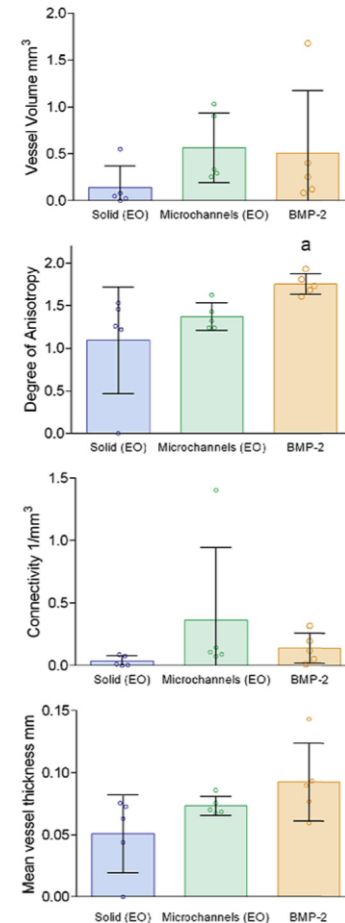 Vessel Volume mm³
2.0
1.5
1.0
0.5
0.0
Solid (EO) Microchannels (EO) BMP-2
a
Degree of Anisotropy
2.0
1.5
1.0
0.5
0.0
Solid (EO) Microchannels (EO) BMP-2
Connectivity 1/mm³
1.5
1.0
0.5
0.0
Solid (EO) Microchannels (EO) BMP-2
Mean vessel thickness mm
0.15
0.10
0.05
0.00
Solid (EO) Microchannels (EO) BMP-2